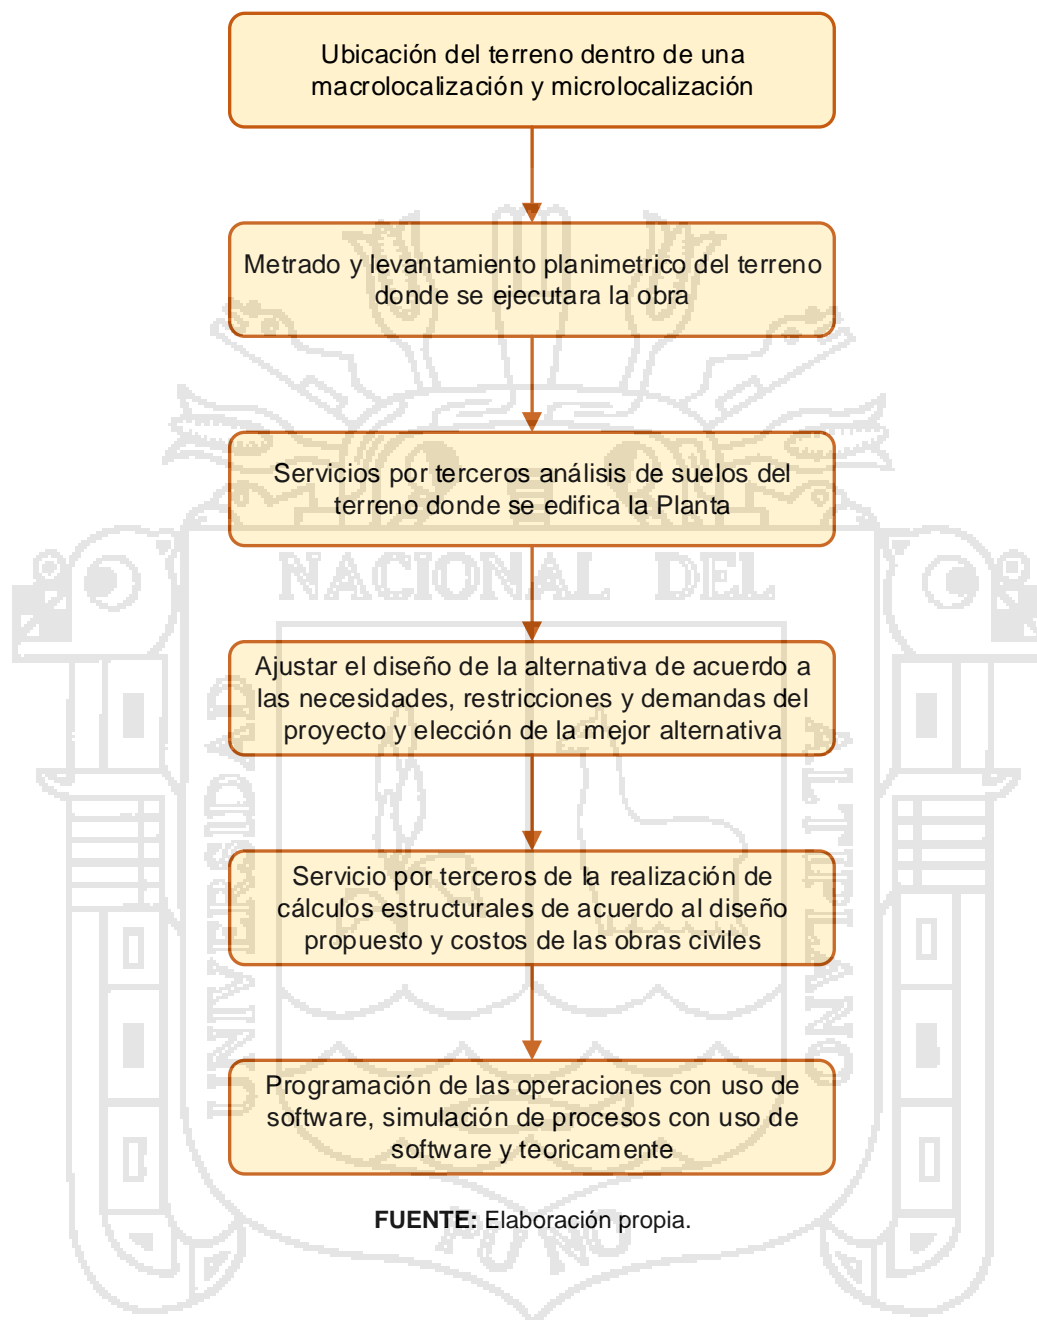 Ubicación del terreno dentro de una
macrolocalización y microlocalización
Metrado y levantamiento planimetrico del terreno
donde se ejecutara la obra
Servicios por terceros análisis de suelos del
terreno donde se edifica la Planta
NACIONAL DEL
Ajustar el diseño de la alternativa de acuerdo a
las necesidades, restricciones y demandas del
proyecto y elección de la mejor alternativa
UNIVERSIDAD
ALTIPLANO
Servicio por terceros de la realización de
cálculos estructurales de acuerdo al diseño
propuesto y costos de las obras civiles
Programación de las operaciones con uso de
software, simulación de procesos con uso de
software y teoricamente
FUENTE: Elaboración propia.
PUNO